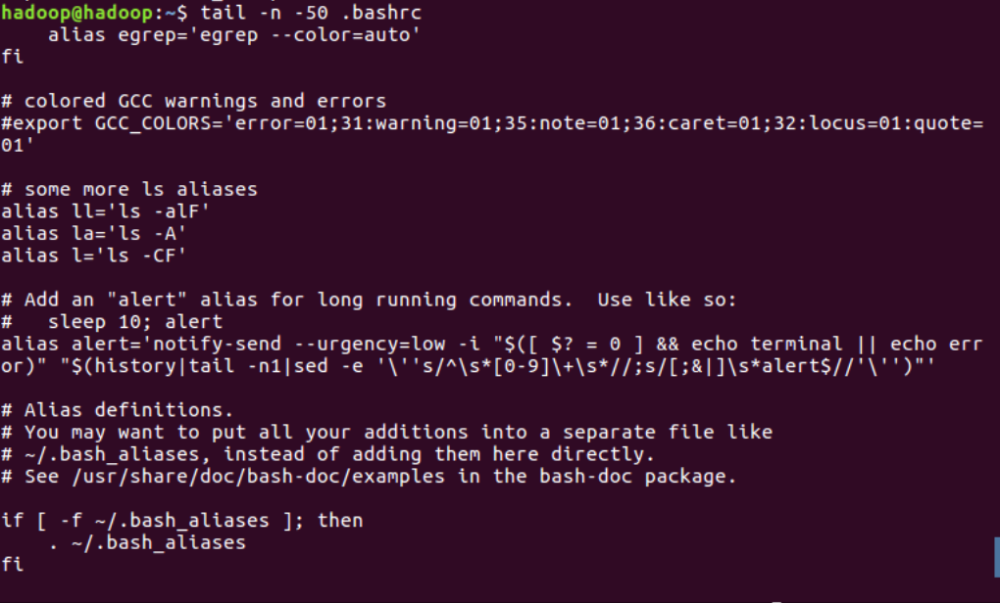 hadoop@hadoop:~$ tail -n -50 .bashrc
    alias egrep='egrep --color=auto'
fi

# colored GCC warnings and errors
#export GCC_COLORS='error=01;31:warning=01;35:note=01;36:caret=01;32:locus=01:quote=
01'

# some more ls aliases
alias ll='ls -alF'
alias la='ls -A'
alias l='ls -CF'

# Add an "alert" alias for long running commands.  Use like so:
#   sleep 10; alert
alias alert='notify-send --urgency=low -i "$([ $? = 0 ] && echo terminal || echo err
or)" "$(history|tail -n1|sed -e '\''s/^\s*[0-9]\+\s*//;s/[;&|]\s*alert$//'\'')"'

# Alias definitions.
# You may want to put all your additions into a separate file like
# ~/.bash_aliases, instead of adding them here directly.
# See /usr/share/doc/bash-doc/examples in the bash-doc package.

if [ -f ~/.bash_aliases ]; then
    . ~/.bash_aliases
fi